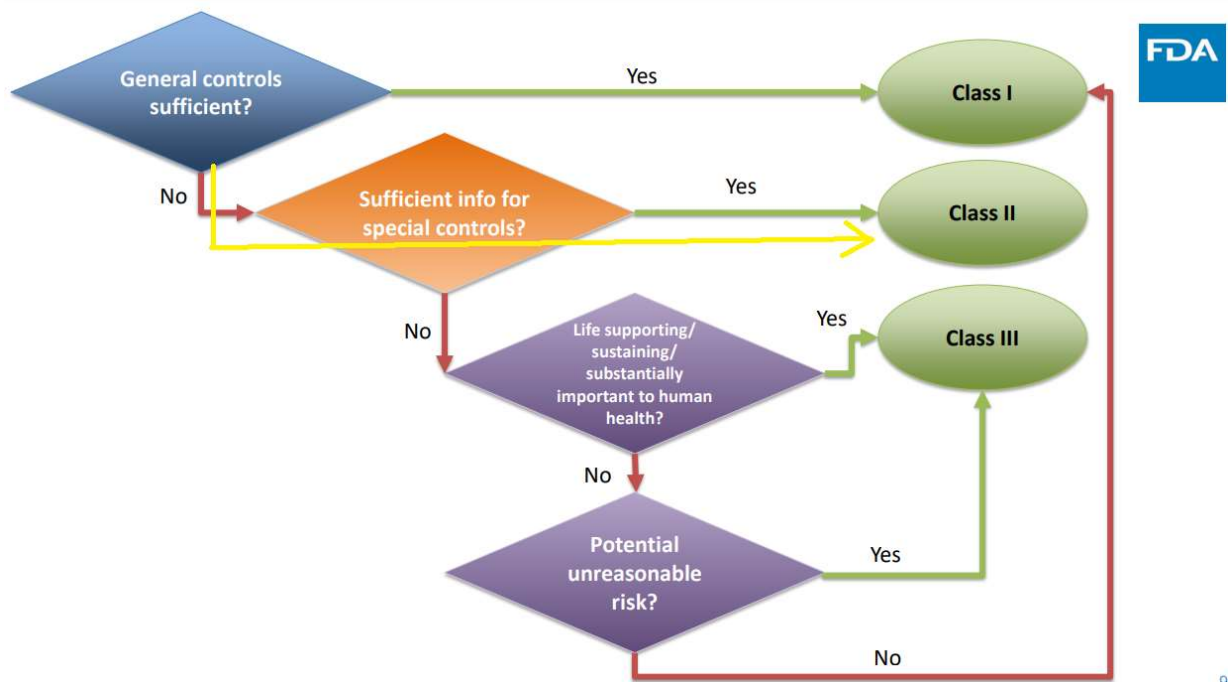 FDA
General controls
sufficient?
Yes
Class I
No
Sufficient info for
special controls?
Yes
Class II
No
Life supporting/
sustaining/
substantially
important to human
health?
Yes
Class III
No
Potential
unreasonable
risk?
Yes
No